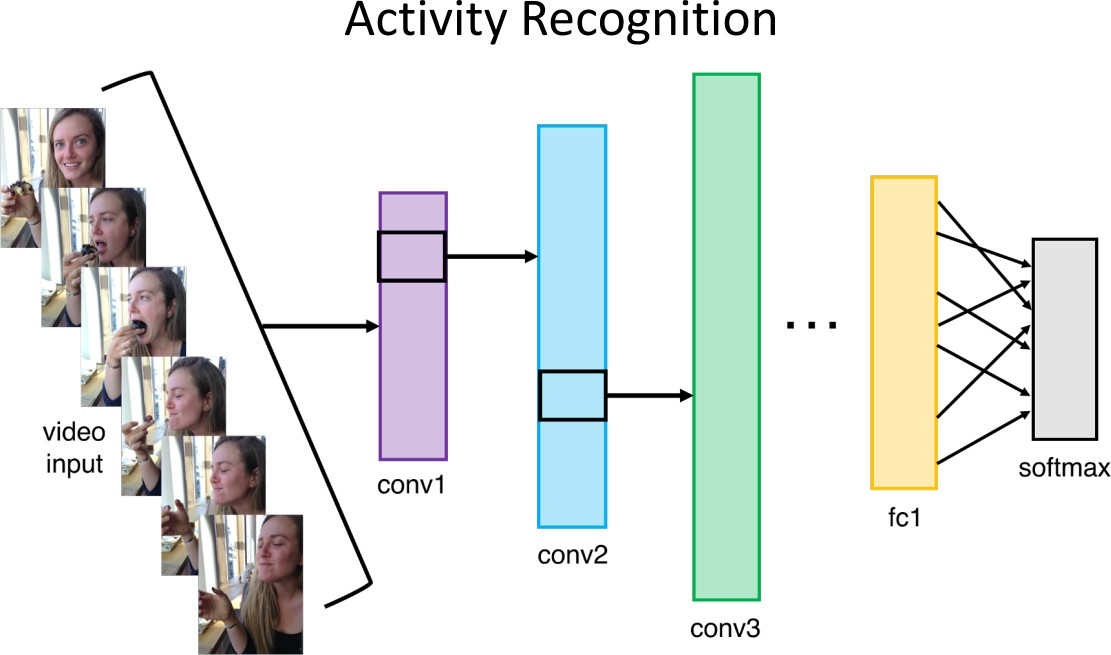 Activity Recognition
video
input
conv1
conv2
conv3
...
fc1
softmax